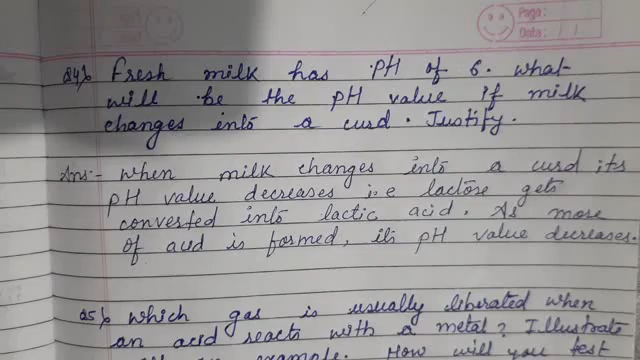 Page:
Date: / /
Q4% Fresh milk has pH of 6. what
will be the pH value if milk
changes into a curd. Justify.
Ans:- when milk changes into a curd its
pH value decreases i.e lactose gets
converted into lactic acid. As more
of acid is formed, it's pH value decreases.
Q5% which gas is usually liberated when
an acid reacts with a metal? Illustrate
example. How will you test